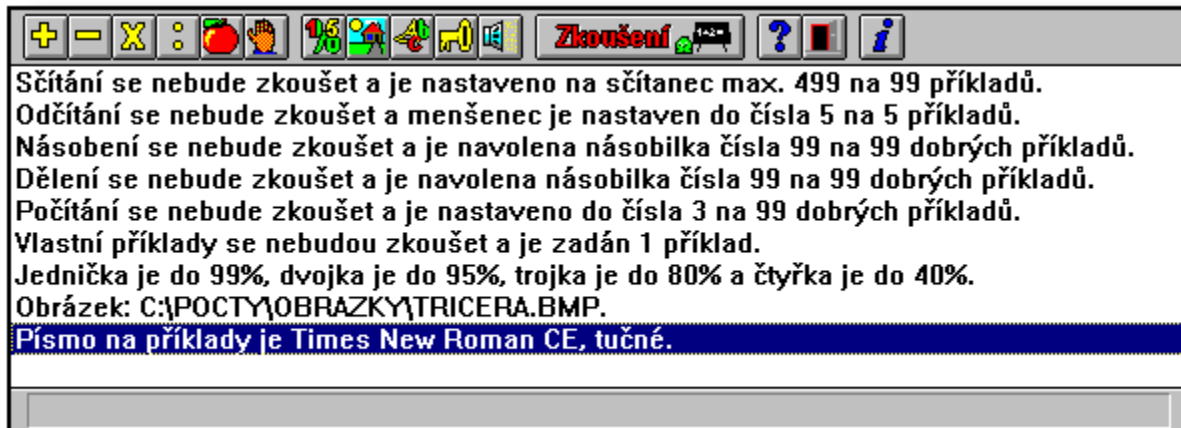 Zkoušení
Sčítání se nebude zkoušet a je nastaveno na sčítanec max. 499 na 99 příkladů.
Odčítání se nebude zkoušet a menšenec je nastaven do čísla 5 na 5 příkladů.
Násobení se nebude zkoušet a je navolena násobilka čísla 99 na 99 dobrých příkladů.
Dělení se nebude zkoušet a je navolena násobilka čísla 99 na 99 dobrých příkladů.
Počítání se nebude zkoušet a je nastaveno do čísla 3 na 99 dobrých příkladů.
Vlastní příklady se nebudou zkoušet a je zadán 1 příklad.
Jednička je do 99%, dvojka je do 95%, trojka je do 80% a čtyřka je do 40%.
Obrázek: C:\POCTY\OBRAZKY\TRICERA.BMP.
Písmo na příklady je Times New Roman CE, tučné.